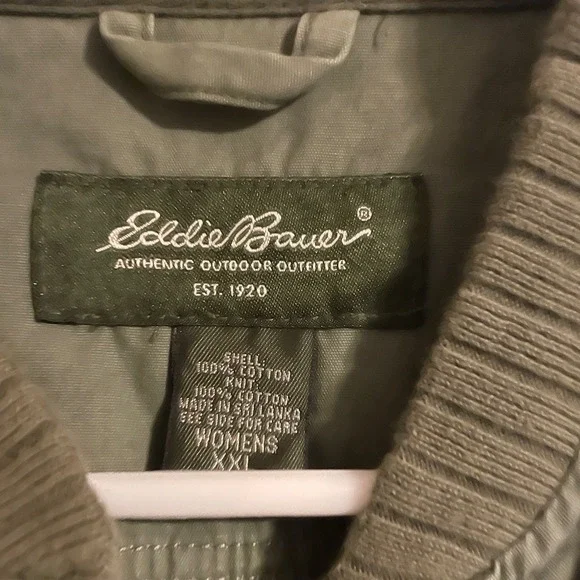 Eddie Bauer®
AUTHENTIC OUTDOOR OUTFITTER
EST. 1920
SHELL:
100% COTTON
KNIT:
100% COTTON
MADE IN SRI LANKA
SEE SIDE FOR CARE
WOMENS
XXL